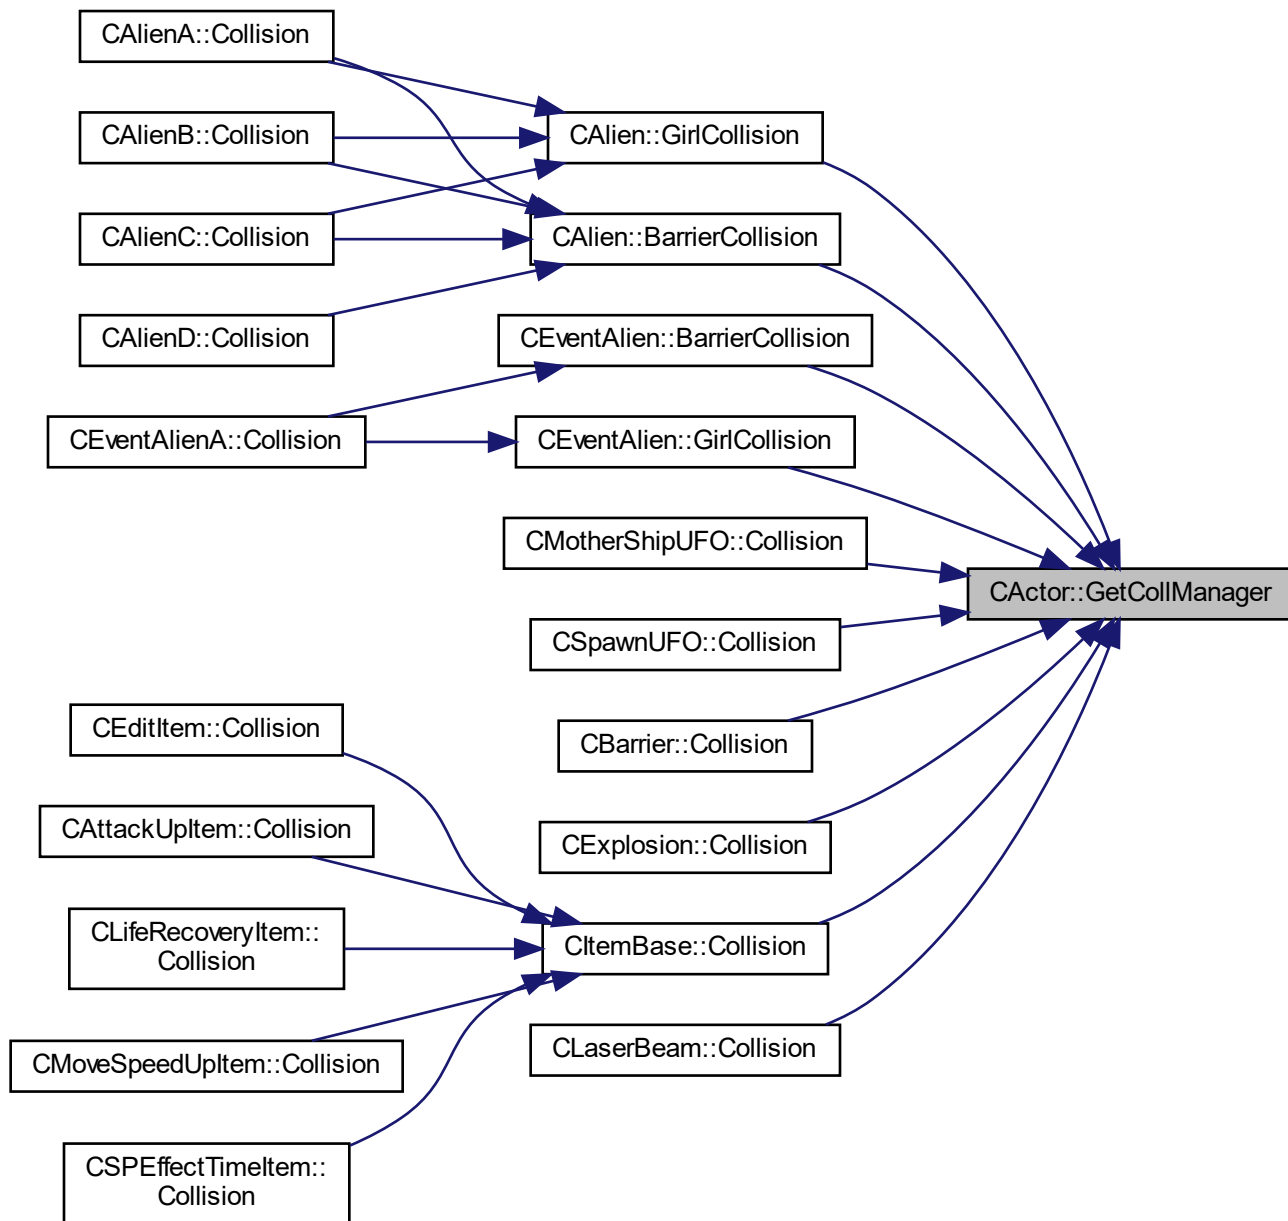 CAlienA::Collision
CAlienB::Collision
CAlien::GirlCollision
CAlienC::Collision
CAlien::BarrierCollision
CAlienD::Collision
CEventAlien::BarrierCollision
CEventAlienA::Collision
CEventAlien::GirlCollision
CMotherShipUFO::Collision
CActor::GetCollManager
CSpawnUFO::Collision
CEditItem::Collision
CBarrier::Collision
CAttackUpItem::Collision
CExplosion::Collision
CLifeRecoveryItem::
Collision
CItemBase::Collision
CMoveSpeedUpItem::Collision
CLaserBeam::Collision
CSPEffectTimeItem::
Collision